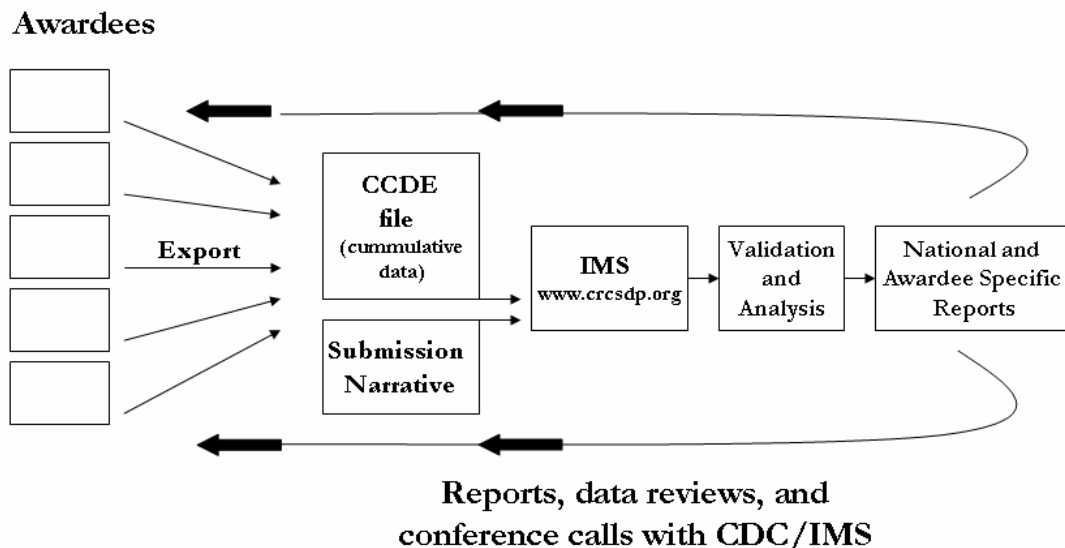 Awardees
Export
CCDE
file
(cummulative
data)
Submission
Narrative
IMS
www.crcsdp.org
Validation
and
Analysis
National and
Awardee Specific
Reports
Reports, data reviews, and
conference calls with CDC/IMS